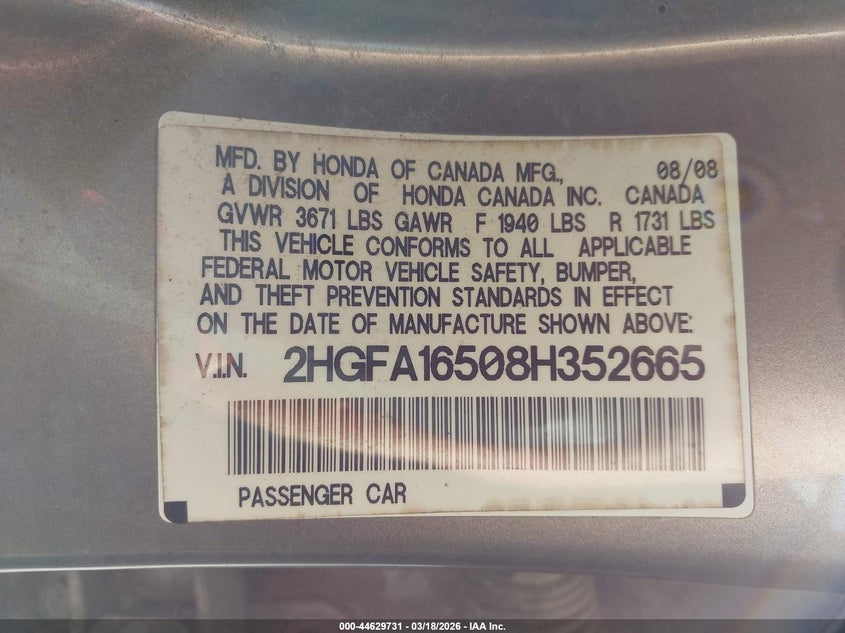 MFD. BY HONDA OF CANADA MFG., 08/08
A DIVISION OF HONDA CANADA INC. CANADA
GVWR 3671 LBS GAWR F 1940 LBS R 1731 LBS
THIS VEHICLE CONFORMS TO ALL APPLICABLE
FEDERAL MOTOR VEHICLE SAFETY, BUMPER,
AND THEFT PREVENTION STANDARDS IN EFFECT
ON THE DATE OF MANUFACTURE SHOWN ABOVE:
V.I.N. 2HGFA16508H352665
PASSENGER CAR
000-44629731 — 03/18/2026 — IAA Inc.